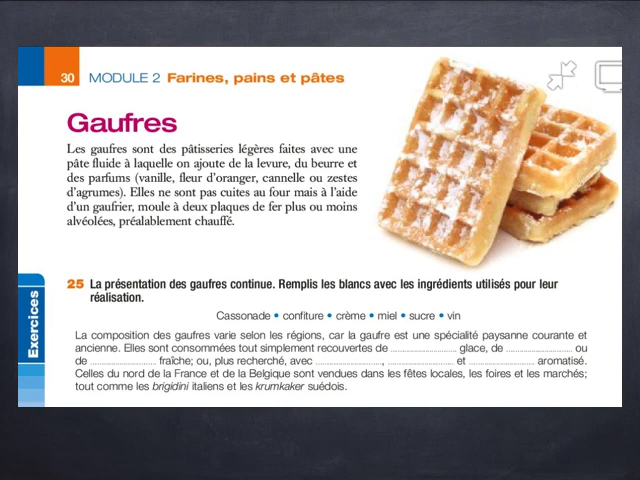 30 MODULE 2 Farines, pains et pâtes
Gaufres
Les gaufres sont des pâtisseries légères faites avec une
pâte fluide à laquelle on ajoute de la levure, du beurre et
des parfums (vanille, fleur d'oranger, cannelle ou zestes
d'agrumes). Elles ne sont pas cuites au four mais à l'aide
d'un gaufrier, moule à deux plaques de fer plus ou moins
alvéolées, préalablement chauffé.
Exercices
25 La présentation des gaufres continue. Remplis les blancs avec les ingrédients utilisés pour leur
réalisation.
Cassonade • confiture • crème • miel • sucre • vin
La composition des gaufres varie selon les régions, car la gaufre est une spécialité paysanne courante et
ancienne. Elles sont consommées tout simplement recouvertes de .............................. glace, de .............................. ou
de .............................. fraîche; ou, plus recherché, avec .............................., .............................. et .............................. aromatisé.
Celles du nord de la France et de la Belgique sont vendues dans les fêtes locales, les foires et les marchés;
tout comme les brigidini italiens et les krumkaker suédois.